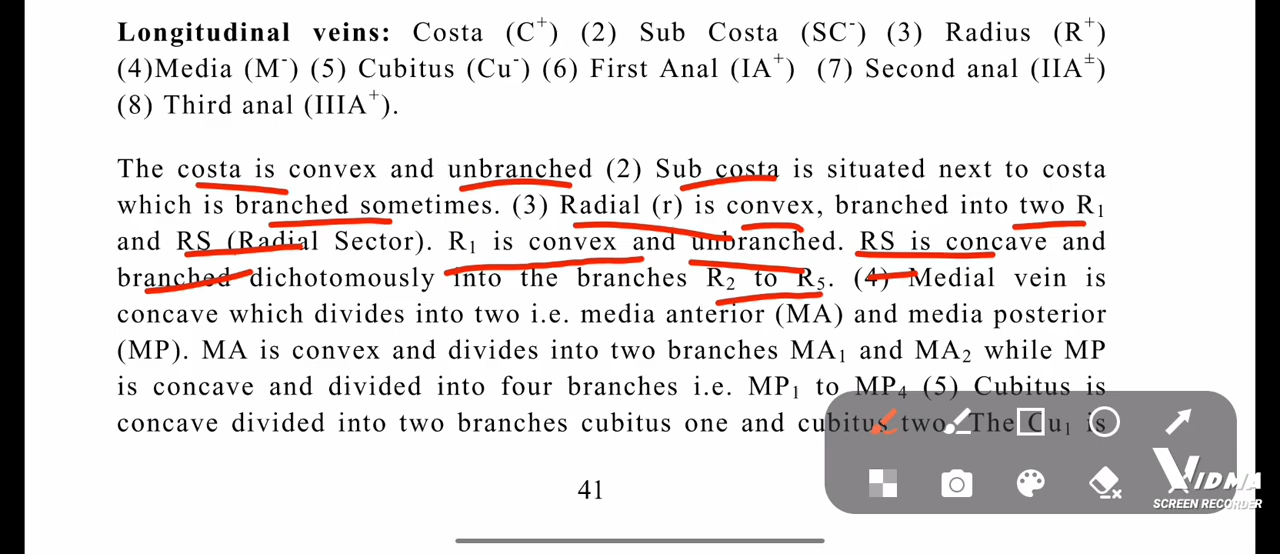 Longitudinal veins: Costa (C⁺) (2) Sub Costa (SC⁻) (3) Radius (R⁺)
(4)Media (M⁻) (5) Cubitus (Cu⁻) (6) First Anal (IA⁺) (7) Second anal (IIA±)
(8) Third anal (IIIA⁺).
The costa is convex and unbranched (2) Sub costa is situated next to costa
which is branched sometimes. (3) Radial (r) is convex, branched into two R₁
and RS (Radial Sector). R₁ is convex and unbranched. RS is concave and
branched dichotomously into the branches R₂ to R₅. (4) Medial vein is
concave which divides into two i.e. media anterior (MA) and media posterior
(MP). MA is convex and divides into two branches MA₁ and MA₂ while MP
is concave and divided into four branches i.e. MP₁ to MP₄ (5) Cubitus is
concave divided into two branches cubitus one and cubitus two. The Cu₁ is
41
VIDMA
SCREEN RECORDER